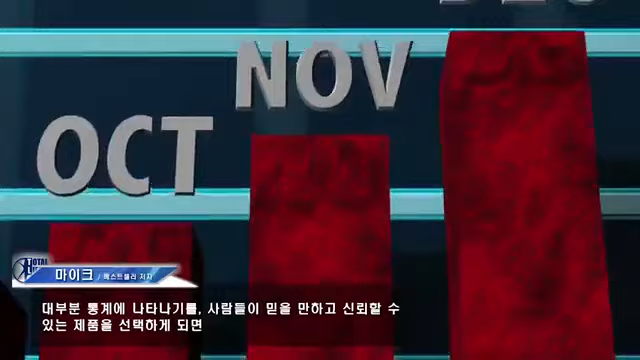 NOV
OCT
마이크 / 베스트셀러 저자
대부분 통계에 나타나기를, 사람들이 믿을 만하고 신뢰할 수
있는 제품을 선택하게 되면